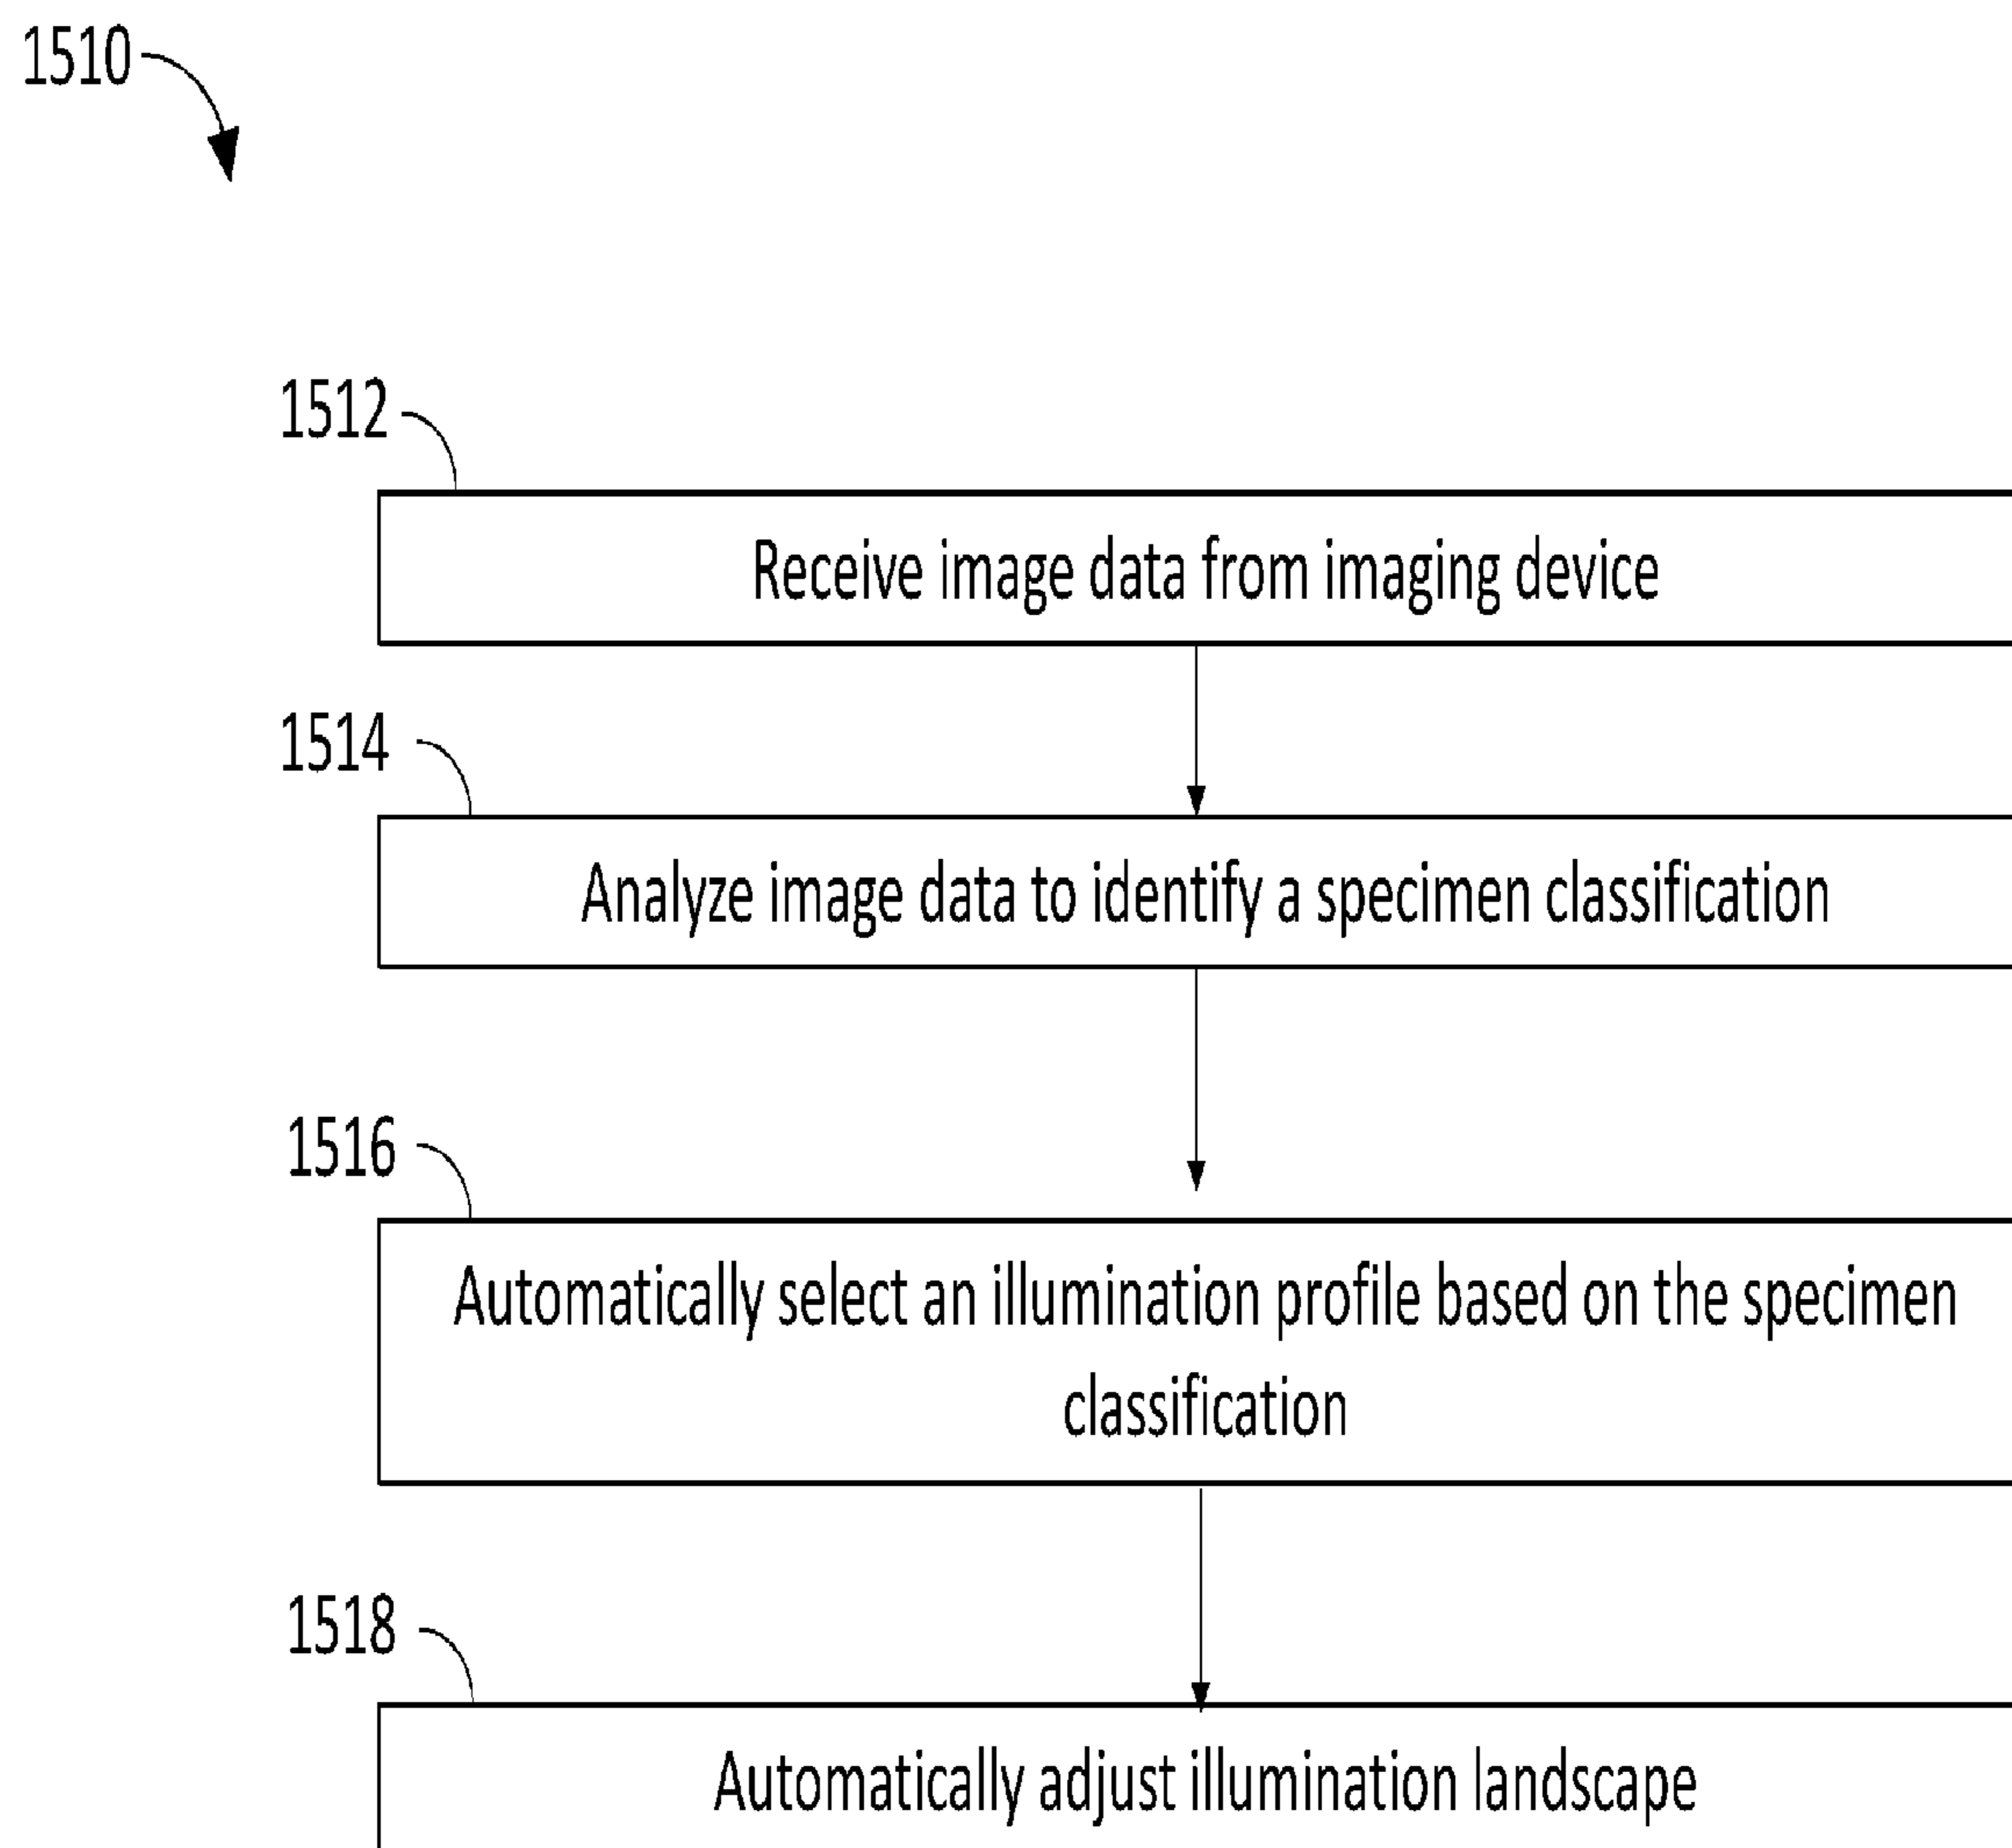 1510
1512
Receive image data from imaging device
1514
Analyze image data to identify a specimen classification
1516
Automatically select an illumination profile based on the specimen
classification
1518
Automatically adjust illumination landscape